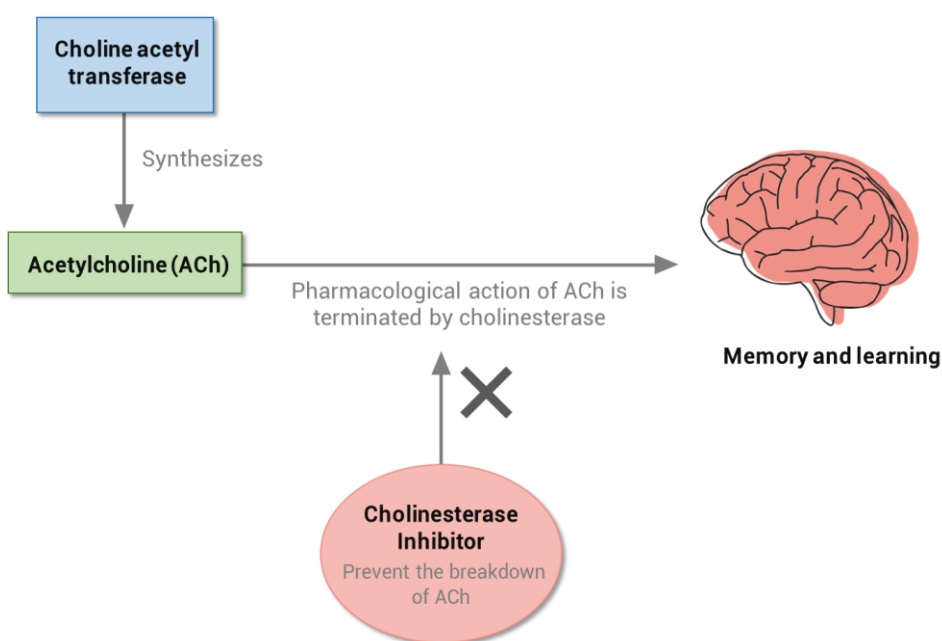 Choline acetyl
transferase
Synthesizes
Acetylcholine (ACh)
Pharmacological action of ACh is
terminated by cholinesterase
Memory and learning
Cholinesterase
Inhibitor
Prevent the breakdown
of ACh